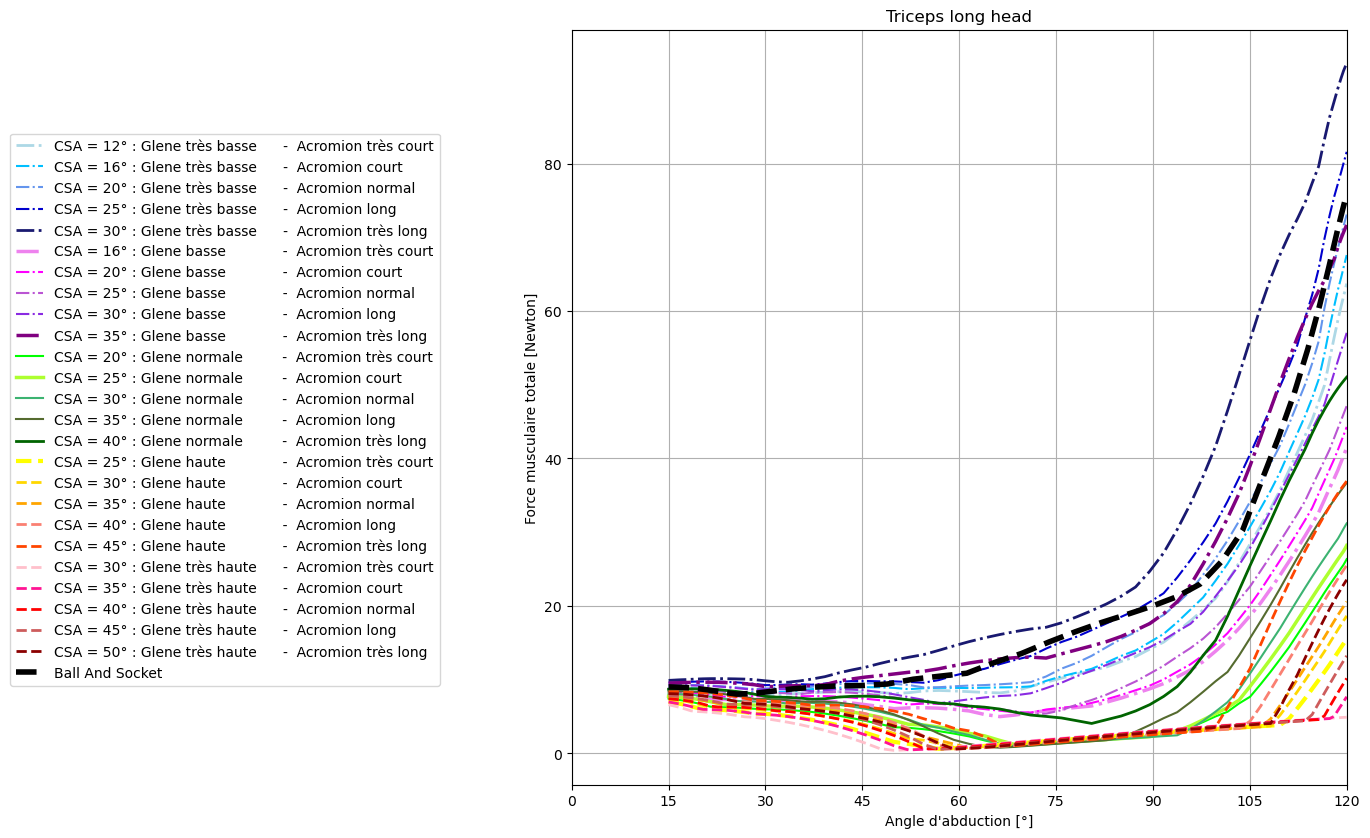 Triceps long head
CSA = 12° : Glene très basse - Acromion très court
CSA = 16° : Glene très basse - Acromion court
CSA = 20° : Glene très basse - Acromion normal
CSA = 25° : Glene très basse - Acromion long
CSA = 30° : Glene très basse - Acromion très long
CSA = 16° : Glene basse - Acromion très court
CSA = 20° : Glene basse - Acromion court
CSA = 25° : Glene basse - Acromion normal
CSA = 30° : Glene basse - Acromion long
CSA = 35° : Glene basse - Acromion très long
CSA = 20° : Glene normale - Acromion très court
CSA = 25° : Glene normale - Acromion court
CSA = 30° : Glene normale - Acromion normal
CSA = 35° : Glene normale - Acromion long
CSA = 40° : Glene normale - Acromion très long
CSA = 25° : Glene haute - Acromion très court
CSA = 30° : Glene haute - Acromion court
CSA = 35° : Glene haute - Acromion normal
CSA = 40° : Glene haute - Acromion long
CSA = 45° : Glene haute - Acromion très long
CSA = 30° : Glene très haute - Acromion très court
CSA = 35° : Glene très haute - Acromion court
CSA = 40° : Glene très haute - Acromion normal
CSA = 45° : Glene très haute - Acromion long
CSA = 50° : Glene très haute - Acromion très long
Ball And Socket
Force musculaire totale [Newton]
80
60
40
20
0
0 15 30 45 60 75 90 105 120
Angle d'abduction [°]